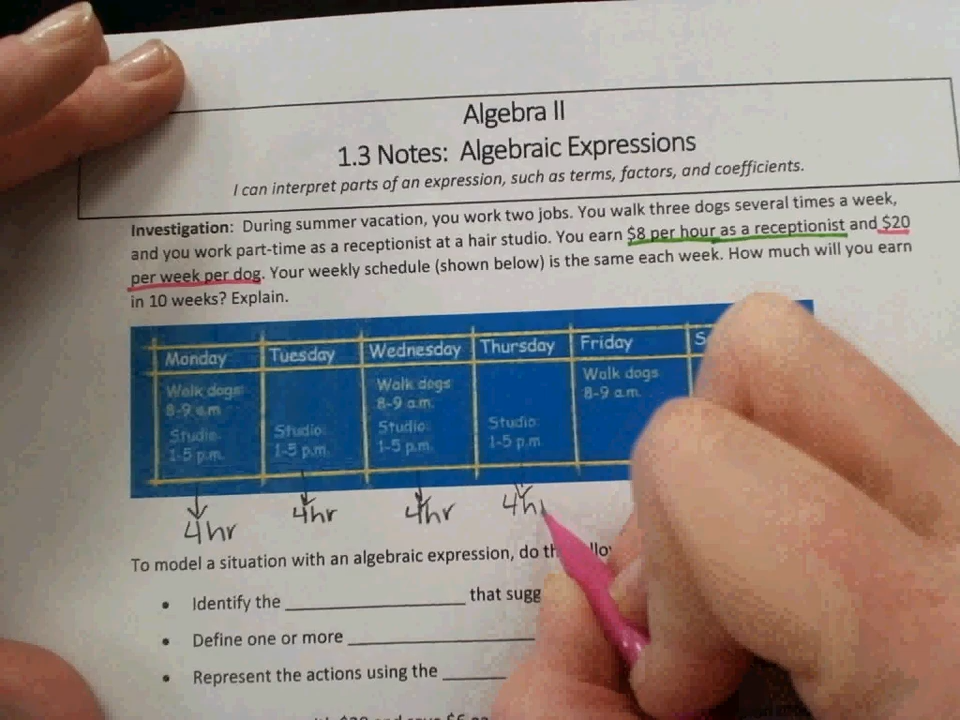 Algebra II
1.3 Notes: Algebraic Expressions
I can interpret parts of an expression, such as terms, factors, and coefficients.
Investigation: During summer vacation, you work two jobs. You walk three dogs several times a week,
and you work part-time as a receptionist at a hair studio. You earn $8 per hour as a receptionist and $20
per week per dog. Your weekly schedule (shown below) is the same each week. How much will you earn
in 10 weeks? Explain.
Monday Tuesday Wednesday Thursday Friday S
Walk dogs: Walk dogs Walk dogs
8-9 a.m. 8-9 a.m. 8-9 a.m.
Studio: Studio: Studio: Studio:
1-5 p.m. 1-5 p.m. 1-5 p.m. 1-5 p.m.
4hr 4hr 4hr 4h
To model a situation with an algebraic expression, do
• Identify the ________________ that sugg
• Define one or more ________________
• Represent the actions using the ______